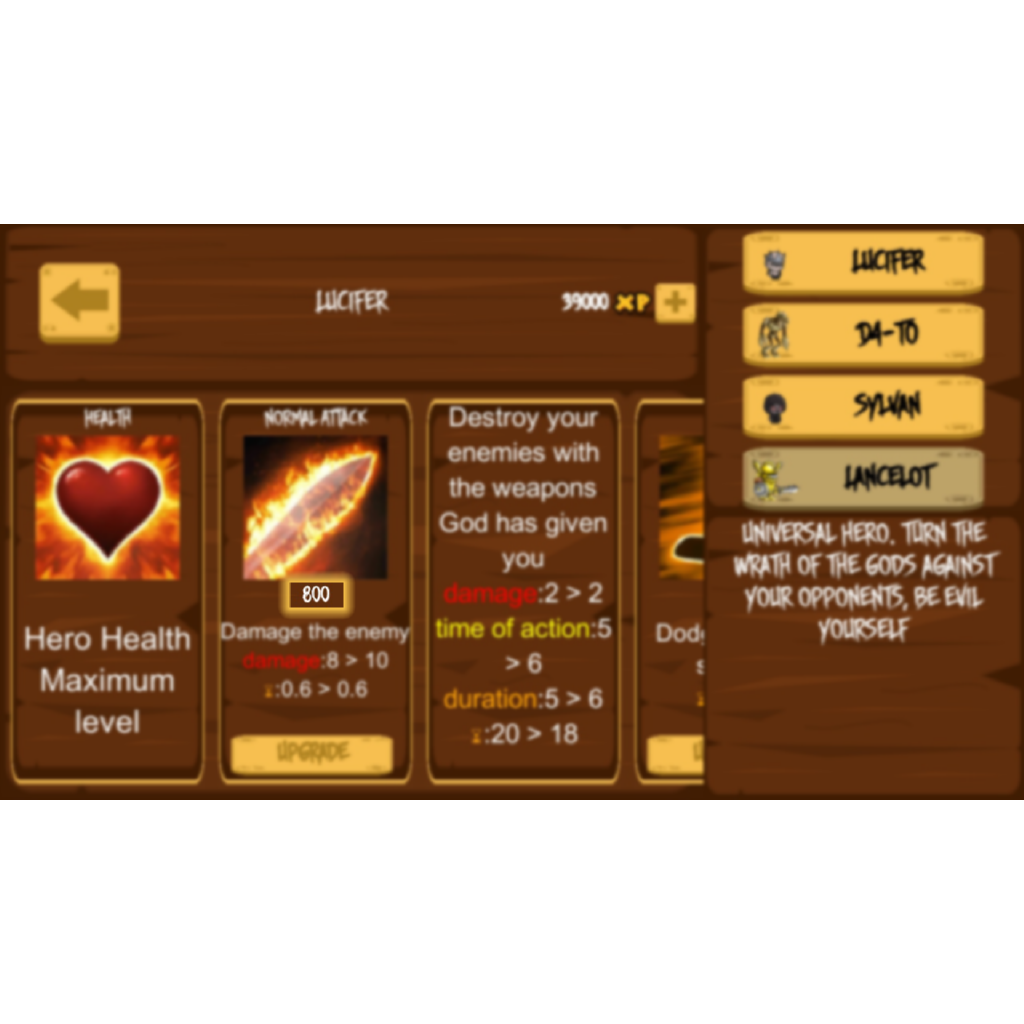 LUCIFER
39000 XP
HEALTH
Hero Health
Maximum
level
NORMAL ATTACK
800
Damage the enemy
damage:8 > 10
:0.6 > 0.6
UPGRADE
Destroy your
enemies with
the weapons
God has given
you
damage:2 > 2
time of action:5
> 6
duration:5 > 6
:20 > 18
LUCIFER
DA-TO
SYLVAN
LANCELOT
UNIVERSAL HERO. TURN THE
WRATH OF THE GODS AGAINST
YOUR OPPONENTS, BE EVIL
YOURSELF